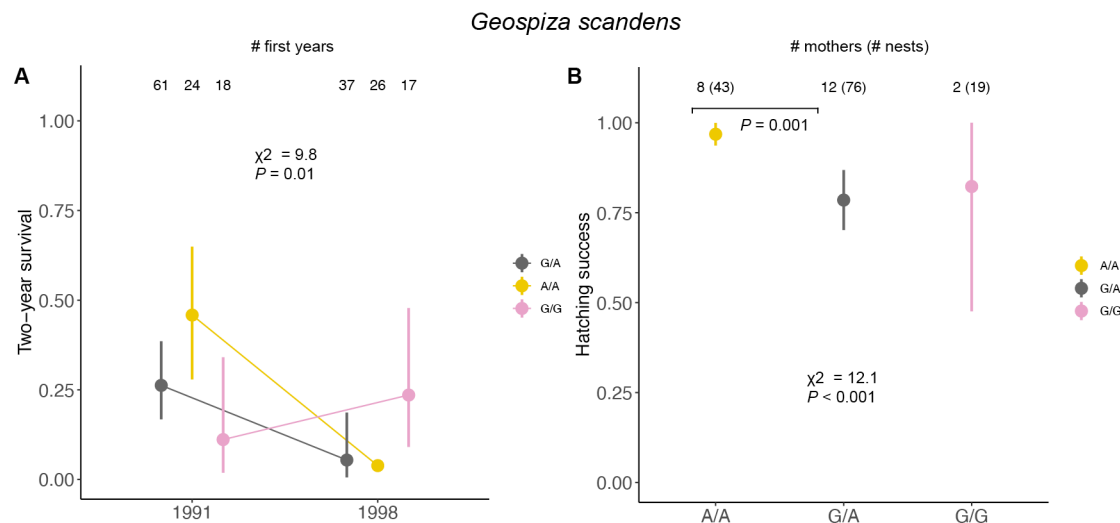 Geospiza scandens
# first years
A
61 24 18 37 26 17
χ2 = 9.8
P = 0.01
1.00
0.75
0.50
0.25
0.00
Two−year survival
1991 1998
G/A
A/A
G/G
# mothers (# nests)
B
8 (43) 12 (76) 2 (19)
P = 0.001
χ2 = 12.1
P < 0.001
1.00
0.75
0.50
0.25
0.00
Hatching success
A/A G/A G/G
A/A
G/A
G/G